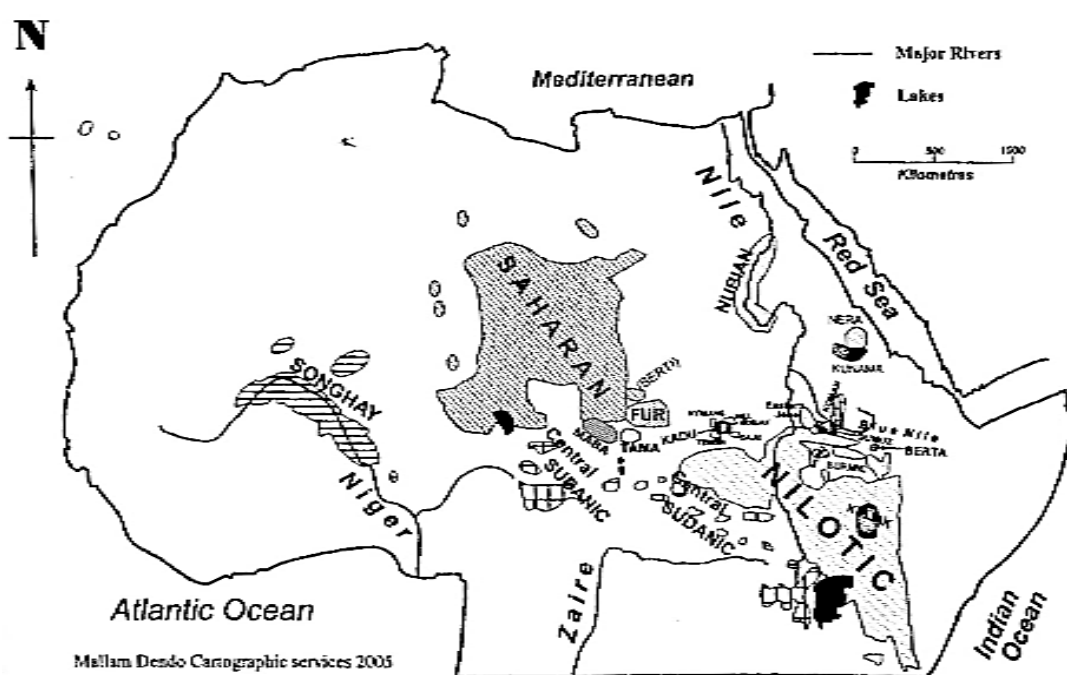 N
Mediterranean
Major Rivers
Lakes
0 500 1500
Kilometres
Nile
Red Sea
NUBIAN
SAHARAN
NERA
KUNAMA
SONGHAY
(BERTI)
FUR
MABA
TAMA
KADU
Blue Nile
BERTA
Central
SUDANIC
Central
SUDANIC
NILOTIC
Niger
Zaire
Atlantic Ocean
Indian
Ocean
Mallam Dendo Cartographic services 2005